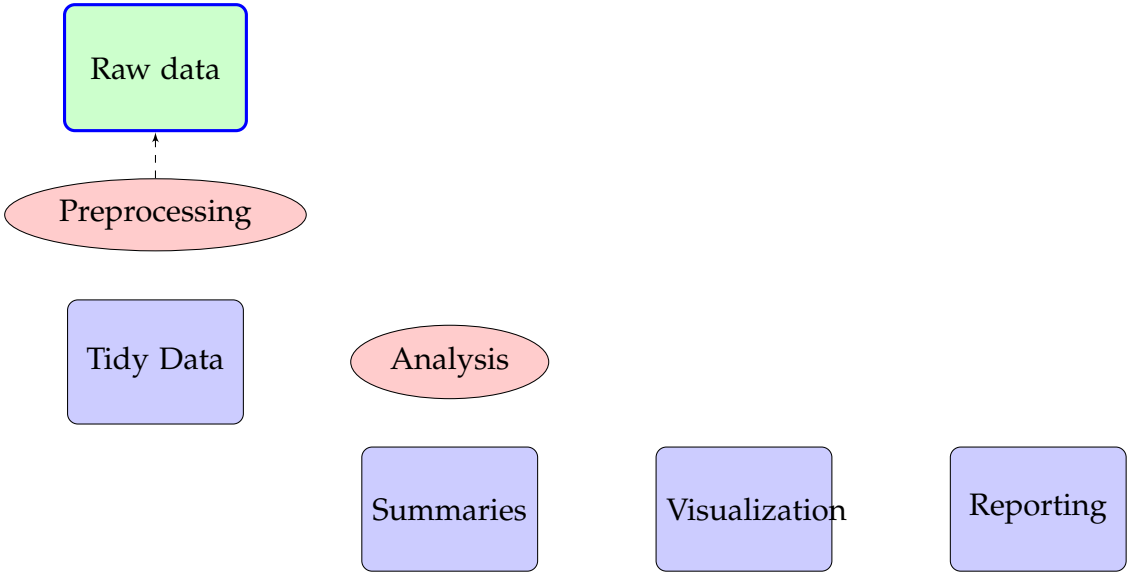 Raw data
Preprocessing
Tidy Data
Analysis
Summaries
Visualization
Reporting